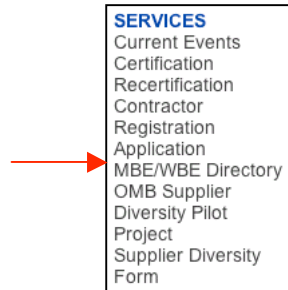 SERVICES
Current Events
Certification
Recertification
Contractor
Registration
Application
MBE/WBE Directory
OMB Supplier
Diversity Pilot
Project
Supplier Diversity
Form